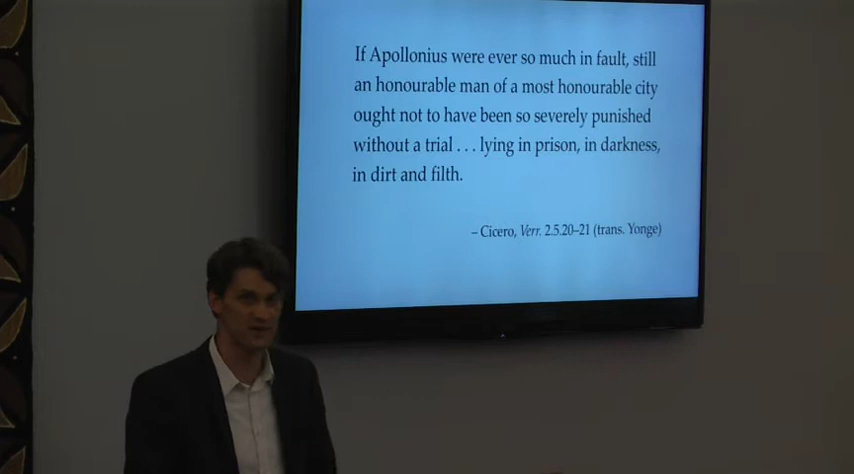 If Apollonius were ever so much in fault, still
an honourable man of a most honourable city
ought not to have been so severely punished
without a trial . . . lying in prison, in darkness,
in dirt and filth.
– Cicero, Verr. 2.5.20–21 (trans. Yonge)